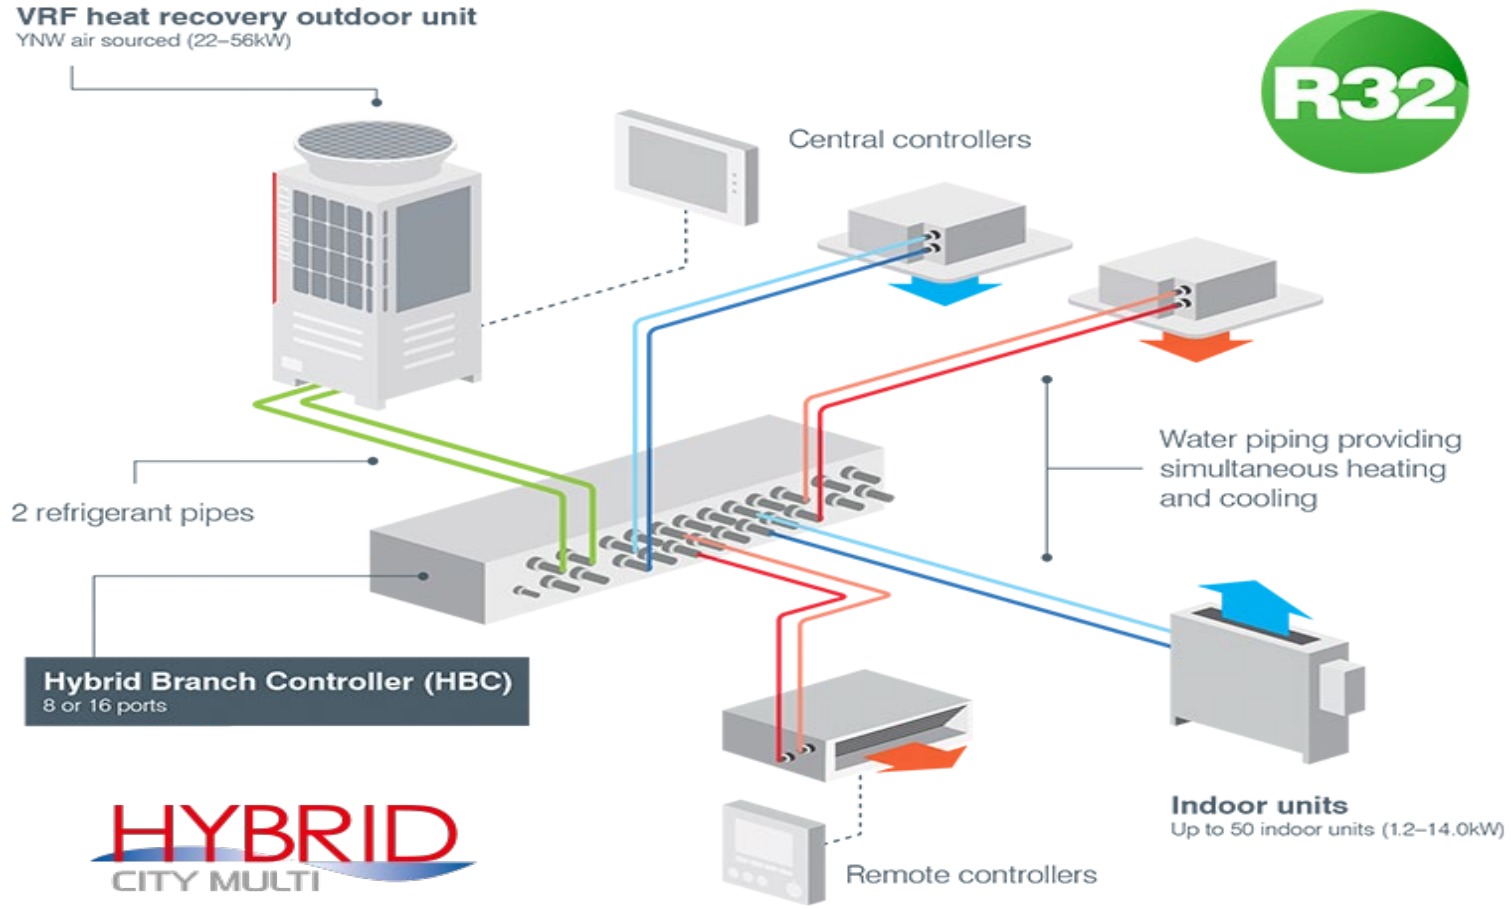 VRF heat recovery outdoor unit
YNW air sourced (22–56kW)
R32
Central controllers
Water piping providing
simultaneous heating
and cooling
2 refrigerant pipes
Hybrid Branch Controller (HBC)
8 or 16 ports
Indoor units
Up to 50 indoor units (1.2–14.0kW)
HYBRID
CITY MULTI
Remote controllers